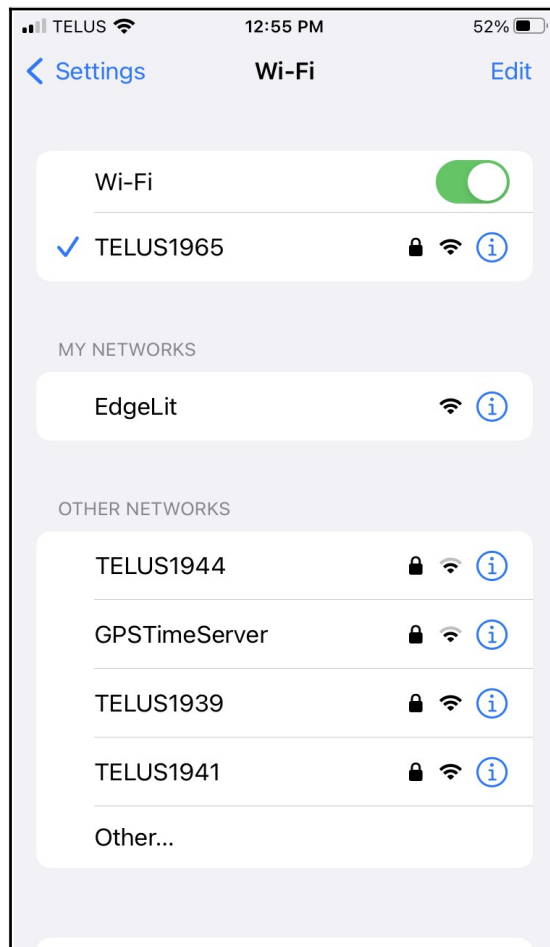 TELUS 12:55 PM 52%
Settings Wi-Fi Edit
Wi-Fi
TELUS1965
MY NETWORKS
EdgeLit
OTHER NETWORKS
TELUS1944
GPSTimeServer
TELUS1939
TELUS1941
Other...